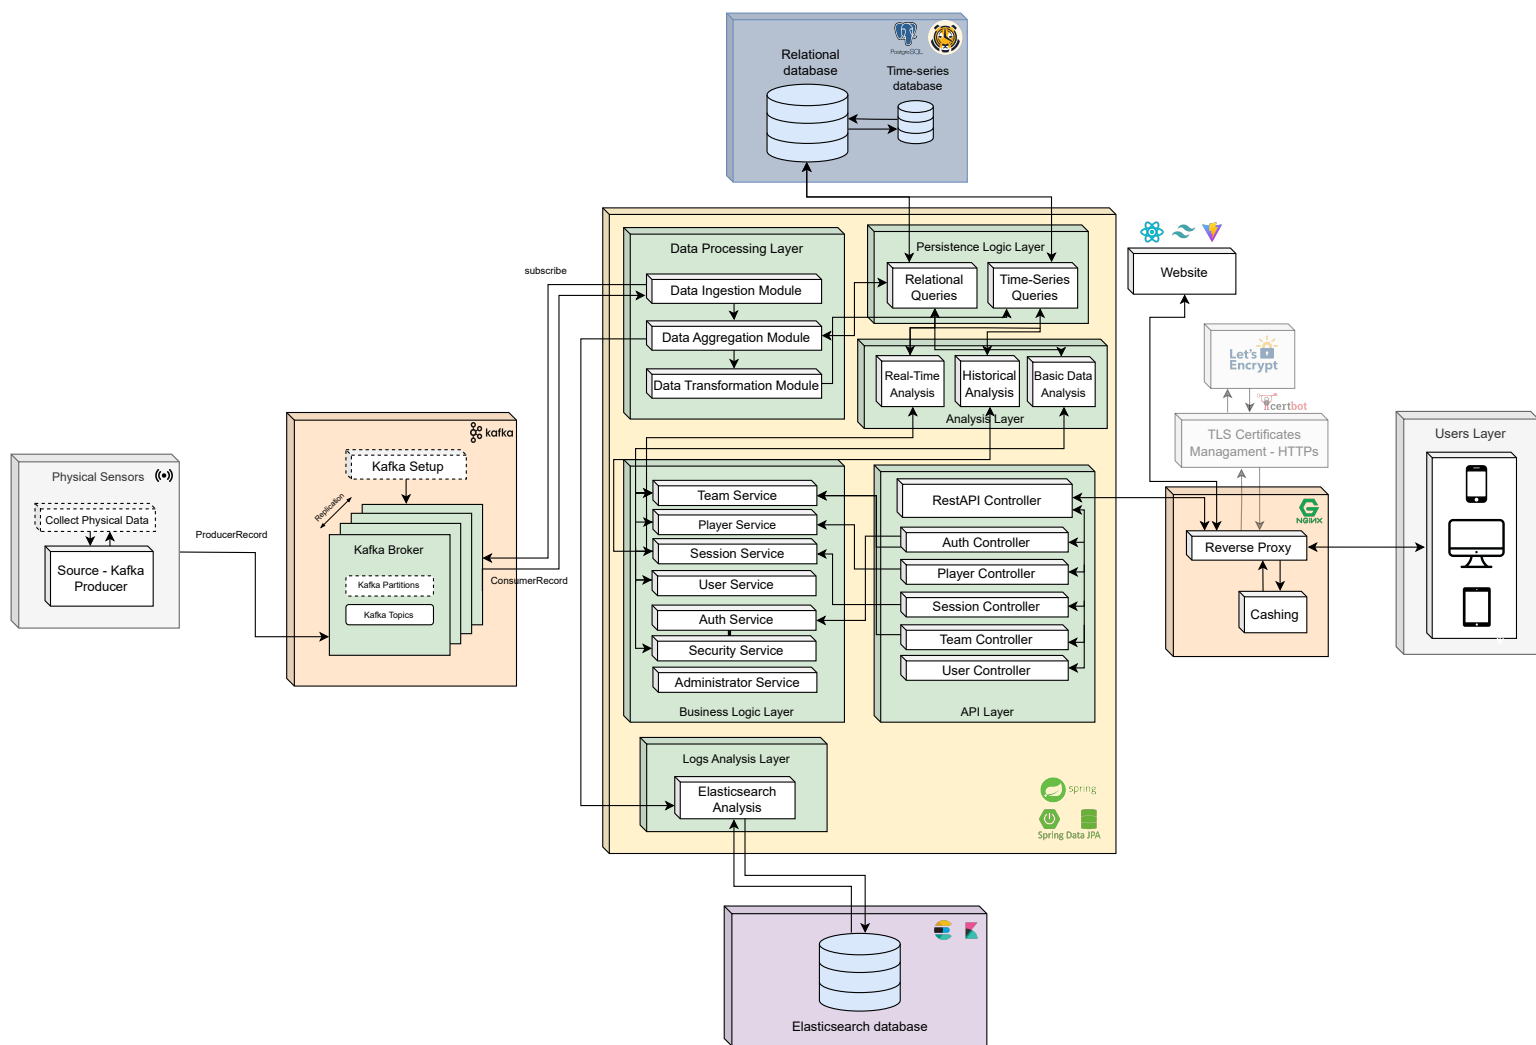 PostgreSQL
Relational
database
Time-series
database
Data Processing Layer
Data Ingestion Module
Data Aggregation Module
Data Transformation Module
Persistence Logic Layer
Relational
Queries
Time-Series
Queries
Real-Time
Analysis
Historical
Analysis
Basic Data
Analysis
Analysis Layer
subscribe
ConsumerRecord
kafka
Kafka Setup
Replication
Kafka Broker
Kafka Partitions
Kafka Topics
Physical Sensors
Collect Physical Data
Source - Kafka
Producer
ProducerRecord
Team Service
Player Service
Session Service
User Service
Auth Service
Security Service
Administrator Service
Business Logic Layer
RestAPI Controller
Auth Controller
Player Controller
Session Controller
Team Controller
User Controller
API Layer
Logs Analysis Layer
Elasticsearch
Analysis
spring
Spring Data JPA
Elasticsearch database
Website
Let's
Encrypt
certbot
TLS Certificates
Managament - HTTPs
NGINX
Reverse Proxy
Cashing
Users Layer